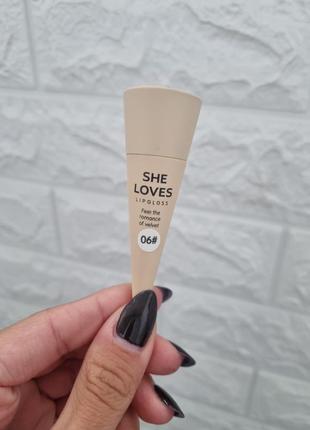 SHE
LOVES
LIPGLOSS
Feel the
romance
of velvet
06#